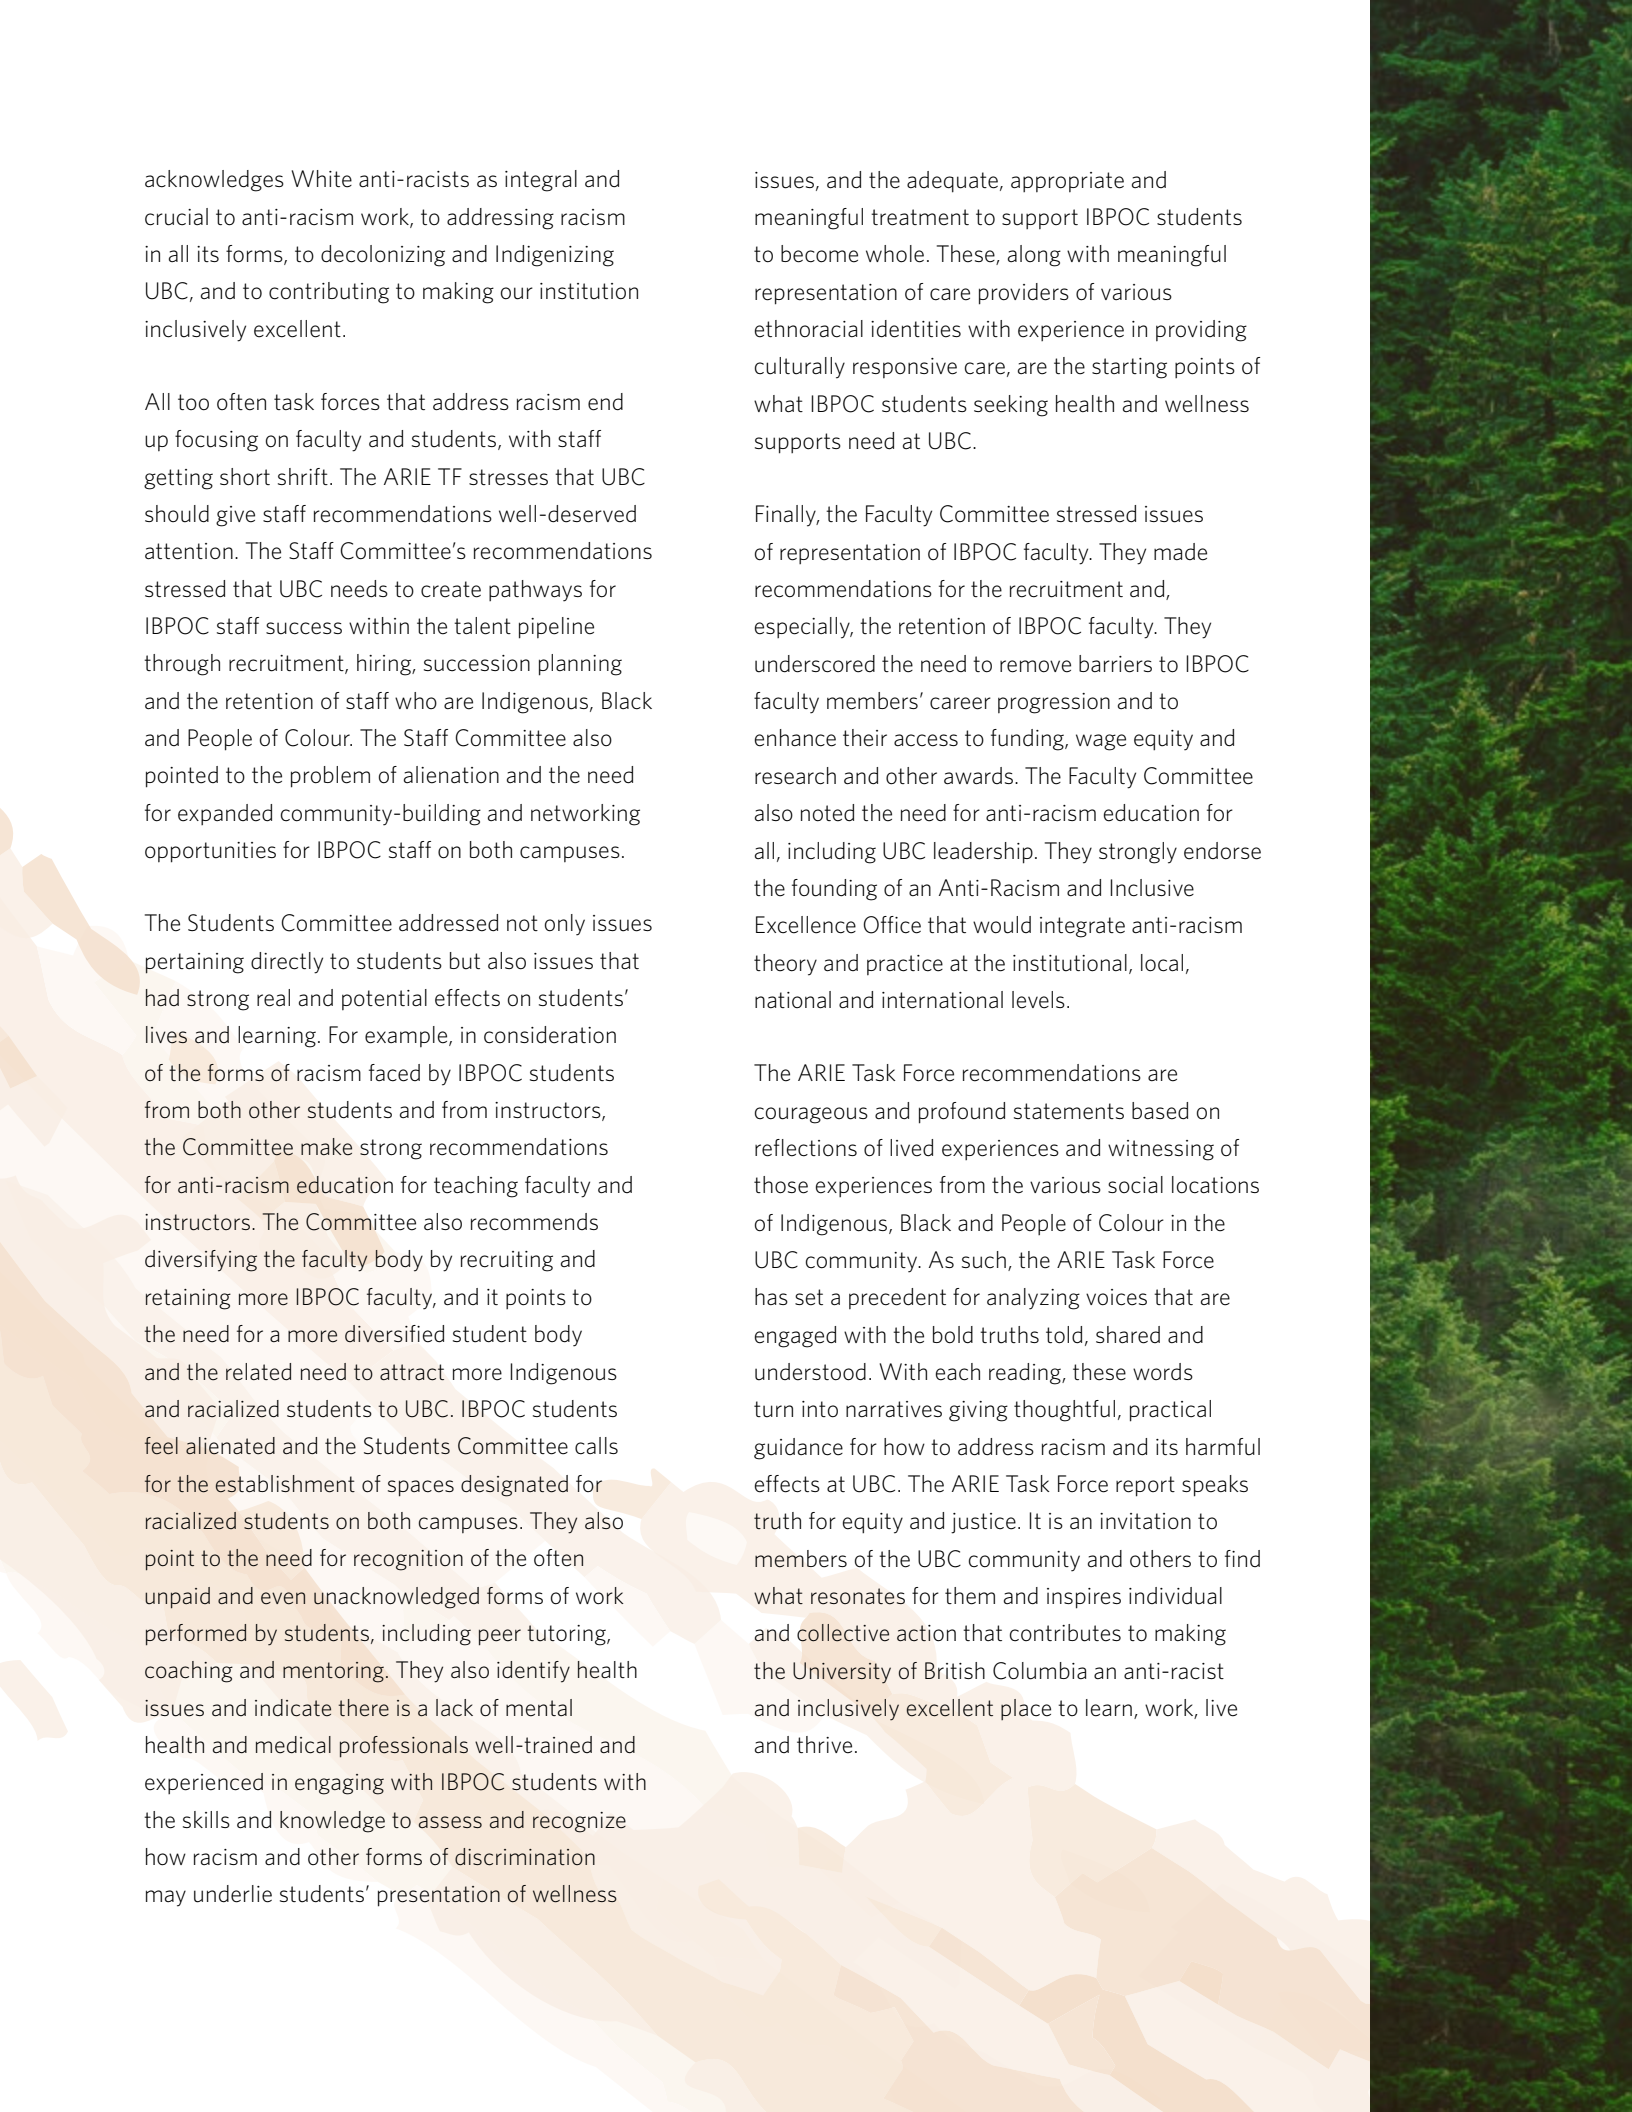 acknowledges White anti-racists as integral and
crucial to anti-racism work, to addressing racism
in all its forms, to decolonizing and Indigenizing
UBC, and to contributing to making our institution
inclusively excellent.
All too often task forces that address racism end
up focusing on faculty and students, with staff
getting short shrift. The ARIE TF stresses that UBC
should give staff recommendations well-deserved
attention. The Staff Committee’s recommendations
stressed that UBC needs to create pathways for
IBPOC staff success within the talent pipeline
through recruitment, hiring, succession planning
and the retention of staff who are Indigenous, Black
and People of Colour. The Staff Committee also
pointed to the problem of alienation and the need
for expanded community-building and networking
opportunities for IBPOC staff on both campuses.
The Students Committee addressed not only issues
pertaining directly to students but also issues that
had strong real and potential effects on students’
lives and learning. For example, in consideration
of the forms of racism faced by IBPOC students
from both other students and from instructors,
the Committee make strong recommendations
for anti-racism education for teaching faculty and
instructors. The Committee also recommends
diversifying the faculty body by recruiting and
retaining more IBPOC faculty, and it points to
the need for a more diversified student body
and the related need to attract more Indigenous
and racialized students to UBC. IBPOC students
feel alienated and the Students Committee calls
for the establishment of spaces designated for
racialized students on both campuses. They also
point to the need for recognition of the often
unpaid and even unacknowledged forms of work
performed by students, including peer tutoring,
coaching and mentoring. They also identify health
issues and indicate there is a lack of mental
health and medical professionals well-trained and
experienced in engaging with IBPOC students with
the skills and knowledge to assess and recognize
how racism and other forms of discrimination
may underlie students’ presentation of wellness
issues, and the adequate, appropriate and
meaningful treatment to support IBPOC students
to become whole. These, along with meaningful
representation of care providers of various
ethnoracial identities with experience in providing
culturally responsive care, are the starting points of
what IBPOC students seeking health and wellness
supports need at UBC.
Finally, the Faculty Committee stressed issues
of representation of IBPOC faculty. They made
recommendations for the recruitment and,
especially, the retention of IBPOC faculty. They
underscored the need to remove barriers to IBPOC
faculty members’ career progression and to
enhance their access to funding, wage equity and
research and other awards. The Faculty Committee
also noted the need for anti-racism education for
all, including UBC leadership. They strongly endorse
the founding of an Anti-Racism and Inclusive
Excellence Office that would integrate anti-racism
theory and practice at the institutional, local,
national and international levels.
The ARIE Task Force recommendations are
courageous and profound statements based on
reflections of lived experiences and witnessing of
those experiences from the various social locations
of Indigenous, Black and People of Colour in the
UBC community. As such, the ARIE Task Force
has set a precedent for analyzing voices that are
engaged with the bold truths told, shared and
understood. With each reading, these words
turn into narratives giving thoughtful, practical
guidance for how to address racism and its harmful
effects at UBC. The ARIE Task Force report speaks
truth for equity and justice. It is an invitation to
members of the UBC community and others to find
what resonates for them and inspires individual
and collective action that contributes to making
the University of British Columbia an anti-racist
and inclusively excellent place to learn, work, live
and thrive.